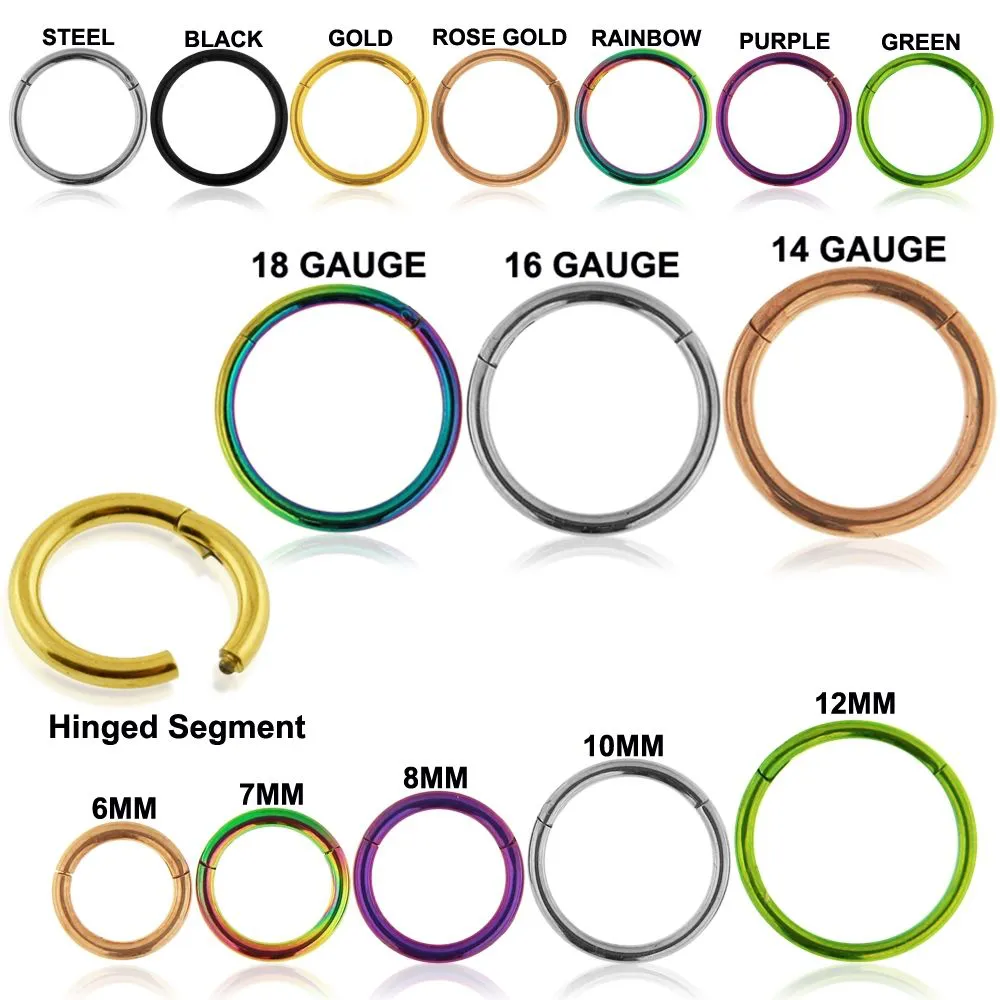 STEEL
BLACK
GOLD
ROSE GOLD
RAINBOW
PURPLE
GREEN
18 GAUGE
16 GAUGE
14 GAUGE
Hinged Segment
6MM
7MM
8MM
10MM
12MM